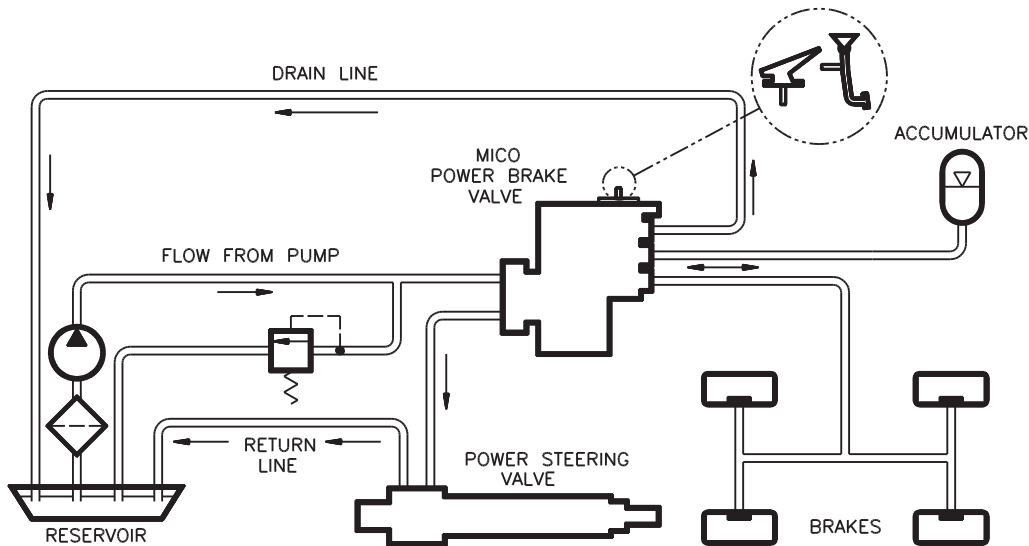 DRAIN LINE
ACCUMULATOR
MICO
POWER BRAKE
VALVE
FLOW FROM PUMP
RETURN
LINE
POWER STEERING
VALVE
RESERVOIR
BRAKES